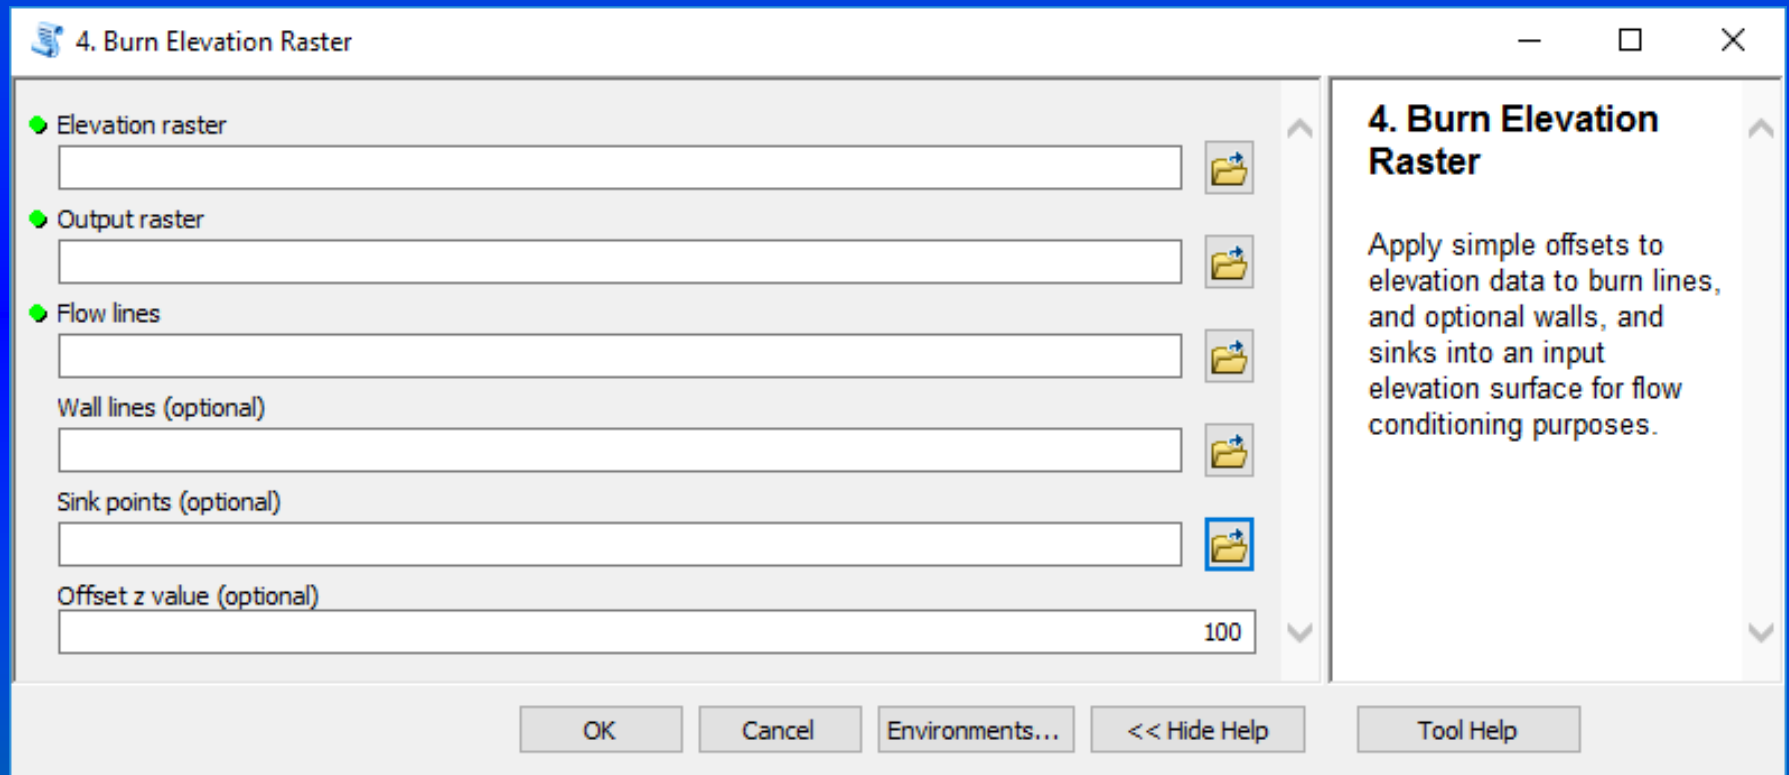 4. Burn Elevation Raster
Elevation raster
Output raster
Flow lines
Wall lines (optional)
Sink points (optional)
Offset z value (optional)
100
4. Burn Elevation
Raster
Apply simple offsets to
elevation data to burn lines,
and optional walls, and
sinks into an input
elevation surface for flow
conditioning purposes.
OK
Cancel
Environments...
<< Hide Help
Tool Help